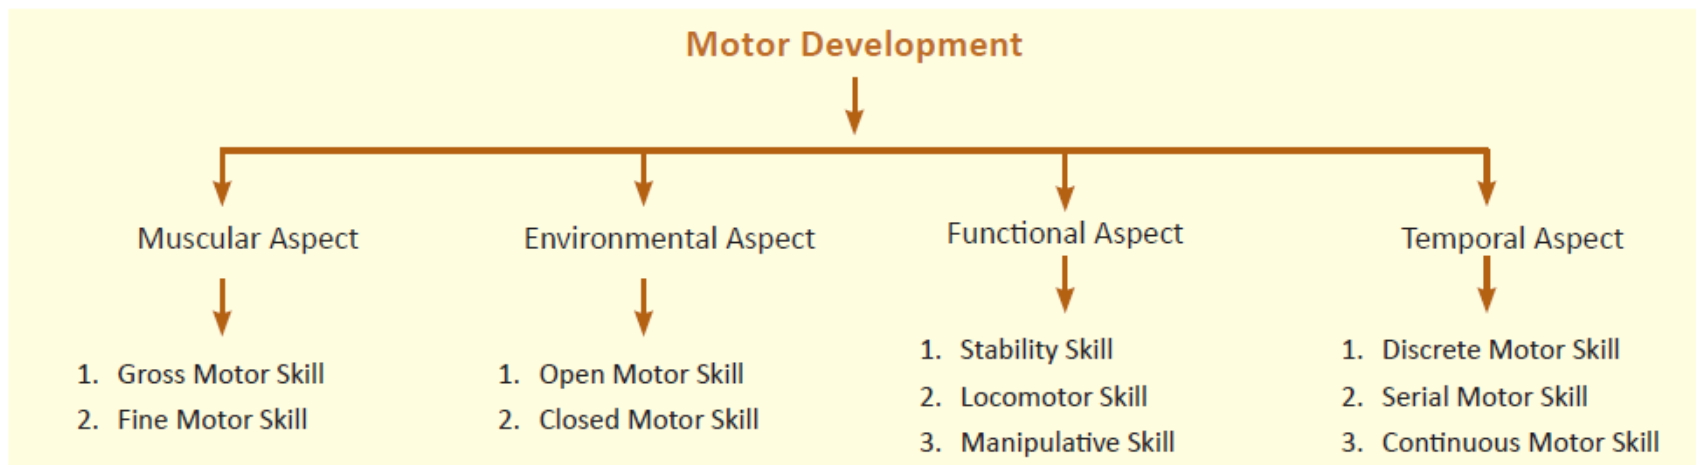 Motor Development
Muscular Aspect
1. Gross Motor Skill
2. Fine Motor Skill
Environmental Aspect
1. Open Motor Skill
2. Closed Motor Skill
Functional Aspect
1. Stability Skill
2. Locomotor Skill
3. Manipulative Skill
Temporal Aspect
1. Discrete Motor Skill
2. Serial Motor Skill
3. Continuous Motor Skill